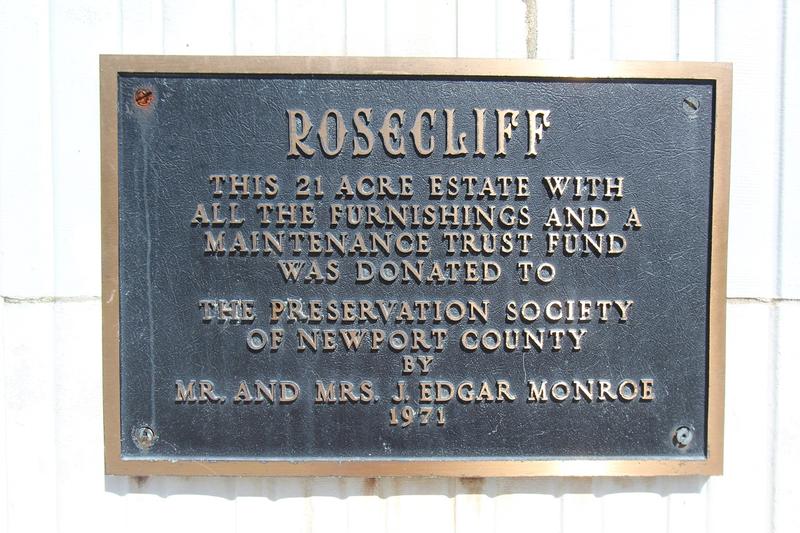 ROSECLIFF
THIS 21 ACRE ESTATE WITH
ALL THE FURNISHINGS AND A
MAINTENANCE TRUST FUND
WAS DONATED TO
THE PRESERVATION SOCIETY
OF NEWPORT COUNTY
BY
MR. AND MRS. J. EDGAR MONROE
1971